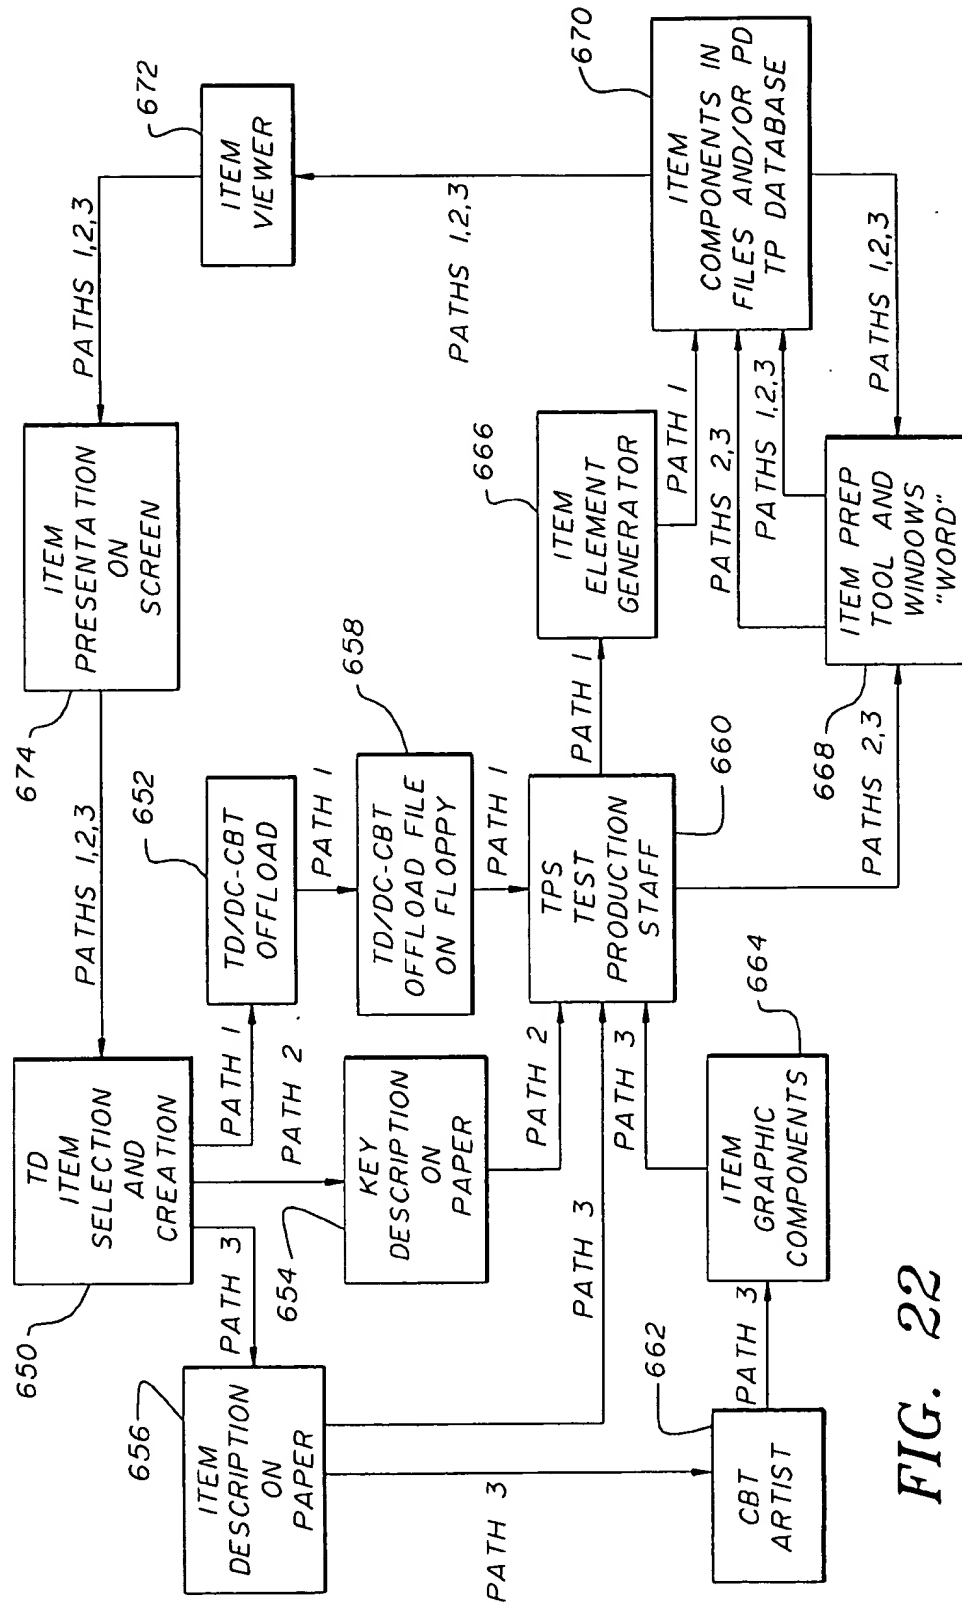 650
TD
ITEM
SELECTION
AND
CREATION
PATHS 1,2,3
674
ITEM
PRESENTATION
ON
SCREEN
PATHS 1,2,3
672
ITEM
VIEWER
PATH 3
PATH 1
PATH 2
652
TD/DC-CBT
OFFLOAD
PATH 1
656
ITEM
DESCRIPTION
ON
PAPER
654
KEY
DESCRIPTION
ON
PAPER
658
TD/DC-CBT
OFFLOAD FILE
ON FLOPPY
PATH 1
PATHS 1,2,3
PATH 2
PATH 3
PATH 3
TPS
TEST
PRODUCTION
STAFF
660
PATH 1
666
ITEM
ELEMENT
GENERATOR
PATH 1
PATHS 2,3
PATHS 1,2,3
670
ITEM
COMPONENTS IN
FILES AND/OR PD
TP DATABASE
PATH 3
662
CBT
ARTIST
PATH 3
664
ITEM
GRAPHIC
COMPONENTS
PATHS 2,3
668
ITEM PREP
TOOL AND
WINDOWS
"WORD"
PATHS 1,2,3
FIG. 22